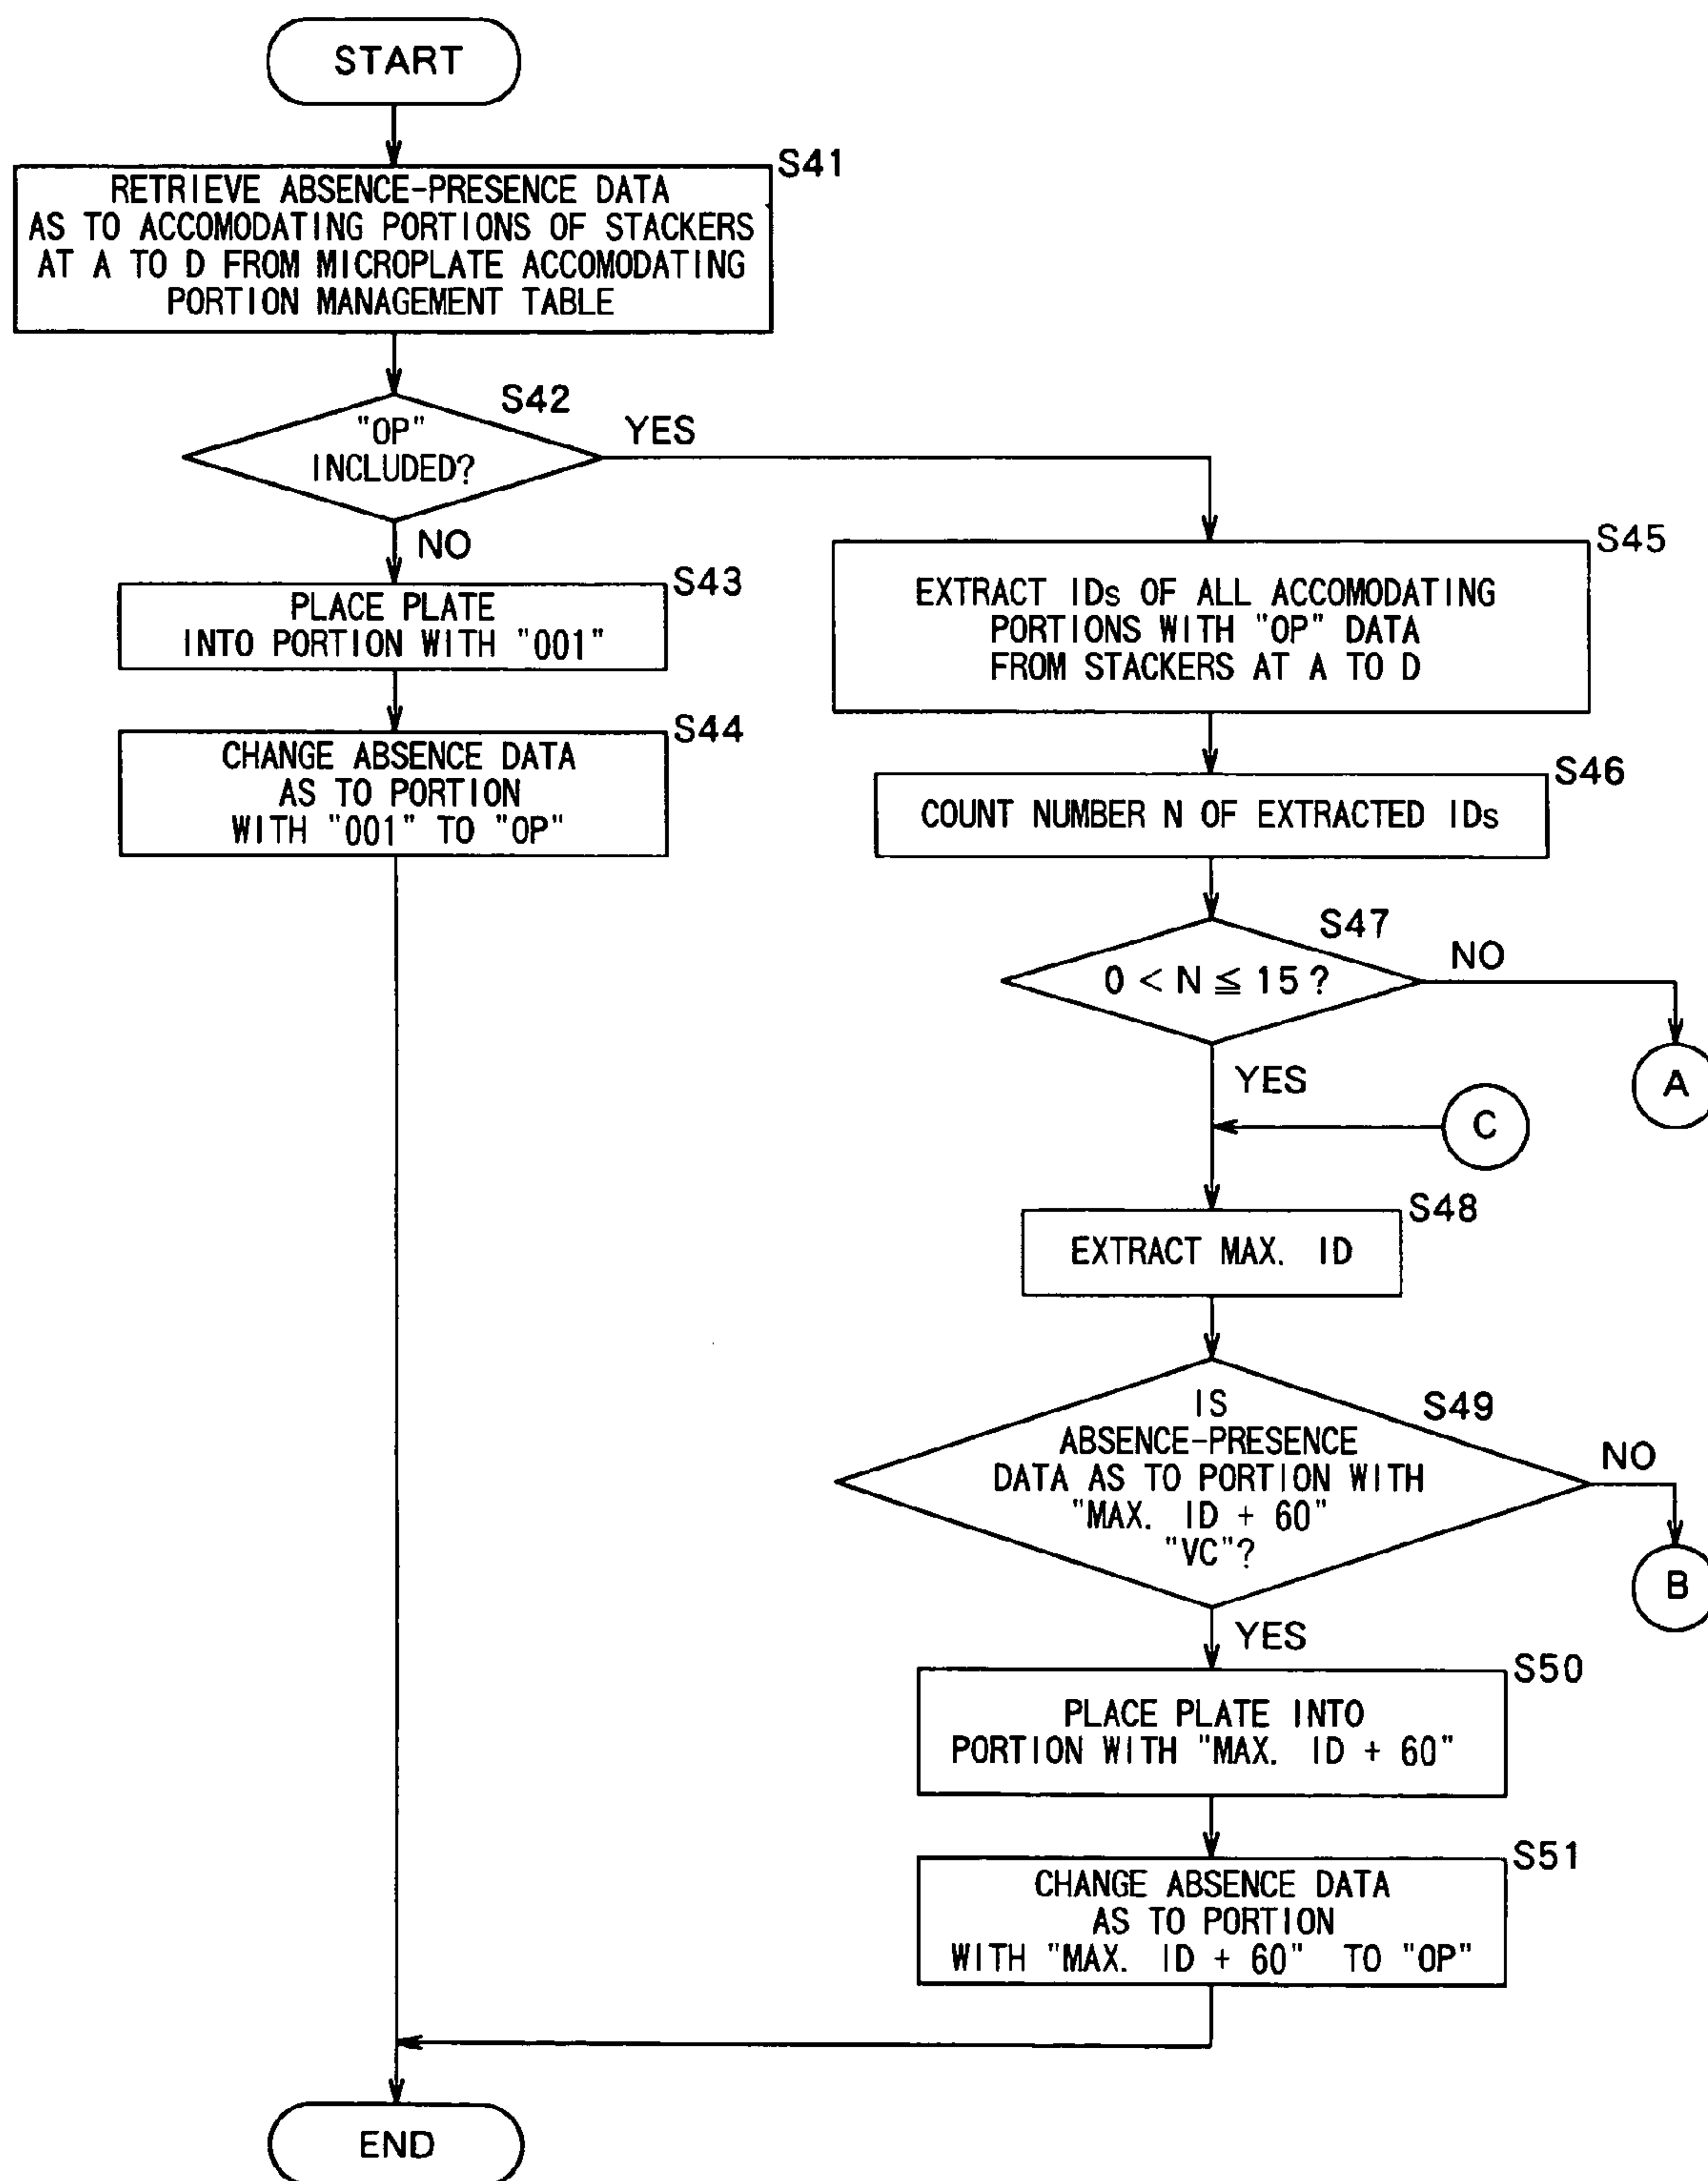 START
S41
RETRIEVE ABSENCE-PRESENCE DATA
AS TO ACCOMODATING PORTIONS OF STACKERS
AT A TO D FROM MICROPLATE ACCOMODATING
PORTION MANAGEMENT TABLE
S42
"OP"
INCLUDED?
YES
NO
S43
PLACE PLATE
INTO PORTION WITH "001"
S44
CHANGE ABSENCE DATA
AS TO PORTION
WITH "001" TO "OP"
S45
EXTRACT IDs OF ALL ACCOMODATING
PORTIONS WITH "OP" DATA
FROM STACKERS AT A TO D
S46
COUNT NUMBER N OF EXTRACTED IDs
S47
0 < N ≦ 15 ?
NO
A
YES
C
S48
EXTRACT MAX. ID
S49
IS
ABSENCE-PRESENCE
DATA AS TO PORTION WITH
"MAX. ID + 60"
"VC"?
NO
B
YES
S50
PLACE PLATE INTO
PORTION WITH "MAX. ID + 60"
S51
CHANGE ABSENCE DATA
AS TO PORTION
WITH "MAX. ID + 60" TO "OP"
END